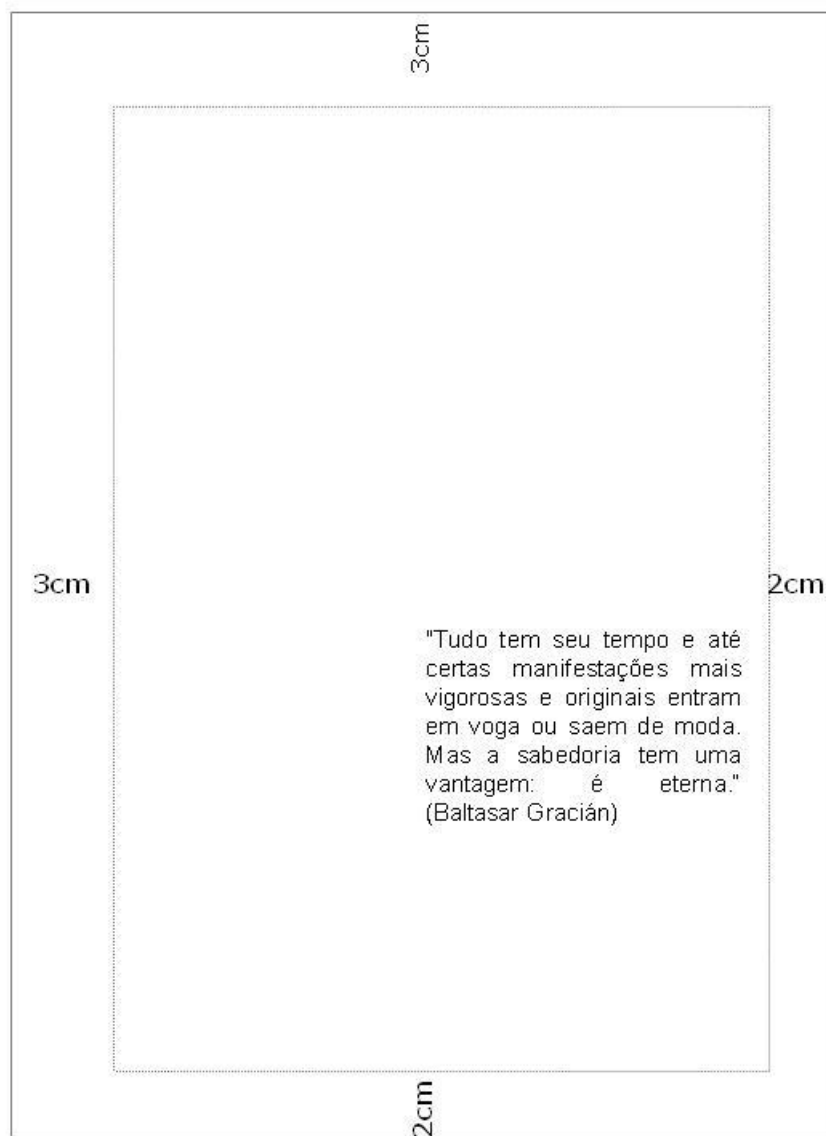 3cm
3cm
2cm
"Tudo tem seu tempo e até
certas manifestações mais
vigorosas e originais entram
em voga ou saem de moda.
Mas a sabedoria tem uma
vantagem: é eterna."
(Baltasar Gracián)
2cm